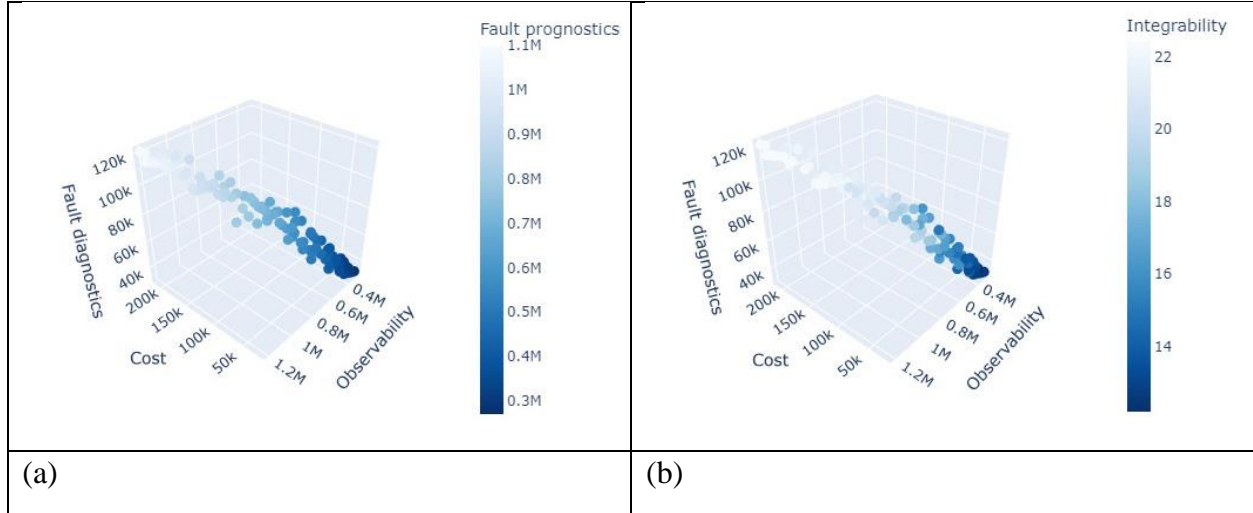 Fault prognostics
1.1M
1M
0.9M
0.8M
0.7M
0.6M
0.5M
0.4M
0.3M
120k
100k
80k
60k
40k
Fault diagnostics
200k
150k
100k
50k
Cost
0.4M
0.6M
0.8M
1M
1.2M
Observability
(a)
Integrability
22
20
18
16
14
120k
100k
80k
60k
40k
Fault diagnostics
200k
150k
100k
50k
Cost
0.4M
0.6M
0.8M
1M
1.2M
Observability
(b)